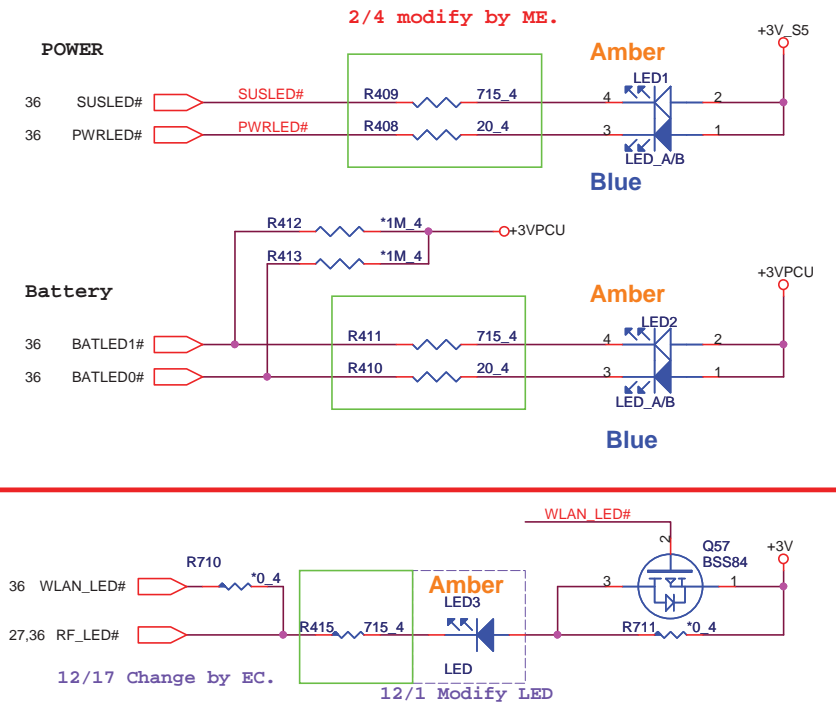 2/4 modify by ME.
+3V_S5
POWER
Amber
LED1
36 SUSLED# SUSLED# R409 715_4 4 2
36 PWRLED# PWRLED# R408 20_4 3 1
LED_A/B
Blue
R412 *1M_4
+3VPCU
R413 *1M_4
+3VPCU
Battery
Amber
LED2
36 BATLED1# R411 715_4 4 2
36 BATLED0# R410 20_4 3 1
LED_A/B
Blue
WLAN_LED#
2
Q57
BSS84
+3V
R710
36 WLAN_LED# *0_4
Amber
LED3
3 1
27,36 RF_LED# R415 715_4
R711 *0_4
LED
12/17 Change by EC.
12/1 Modify LED